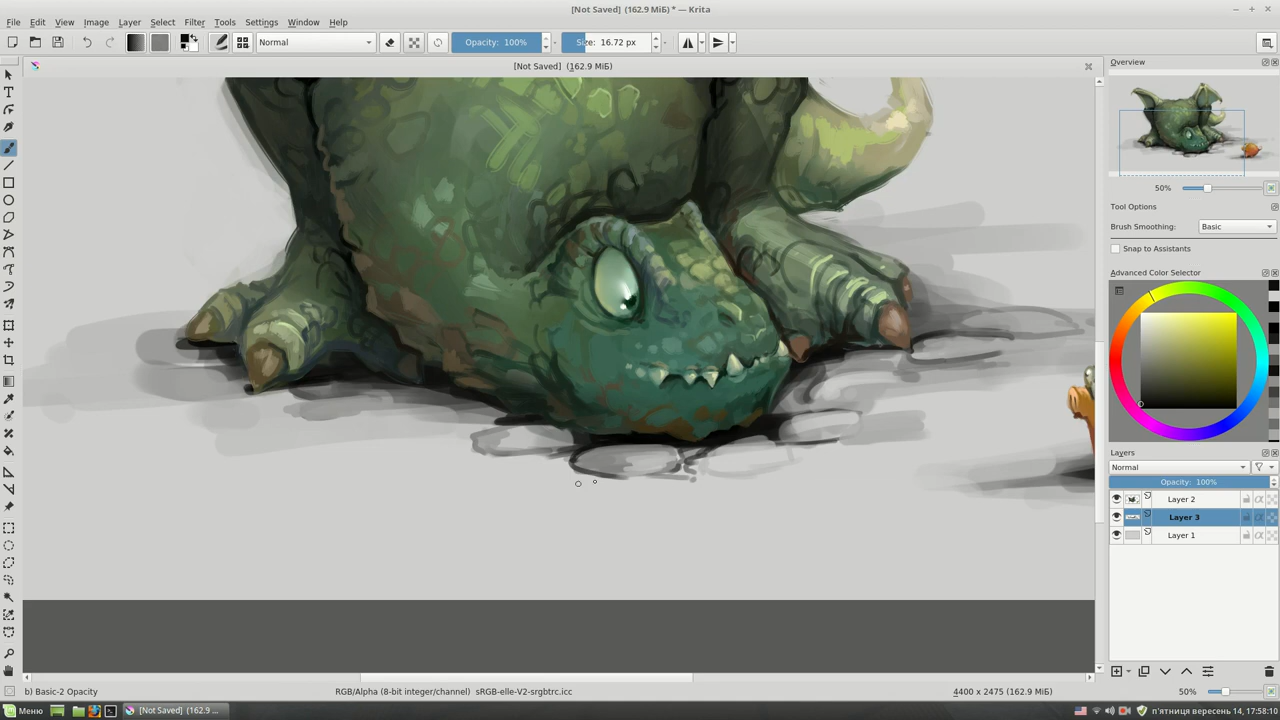 [Not Saved] (162.9 МіБ) * — Krita
File Edit View Image Layer Select Filter Tools Settings Window Help
Normal
Opacity: 100%
Size: 16.72 px
[Not Saved] (162.9 МіБ)
Overview
50%
Tool Options
Brush Smoothing: Basic
Snap to Assistants
Advanced Color Selector
Layers
Normal
Opacity: 100%
Layer 2
Layer 3
Layer 1
b) Basic-2 Opacity
RGB/Alpha (8-bit integer/channel) sRGB-elle-V2-srgbtrc.icc
4400 x 2475 (162.9 МіБ)
50%
Меню
[Not Saved] (162.9 ...
п'ятниця вересень 14, 17:58:10